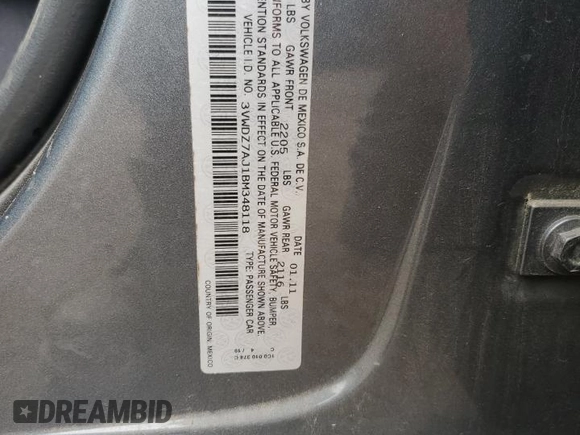 BY VOLKSWAGEN DE MEXICO S.A. DE C.V.
DATE 01.11
LBS GAWR FRONT 2205 LBS GAWR REAR 2116 LBS
NFORMS TO ALL APPLICABLE U.S. FEDERAL MOTOR VEHICLE SAFETY, BUMPER,
ENTION STANDARDS IN EFFECT ON THE DATE OF MANUFACTURE SHOWN ABOVE.
VEHICLE I.D. NO. 3VWDZ7AJ1BM348118 TYPE: PASSENGER CAR
COUNTRY OF ORIGIN: MEXICO
DREAMBID